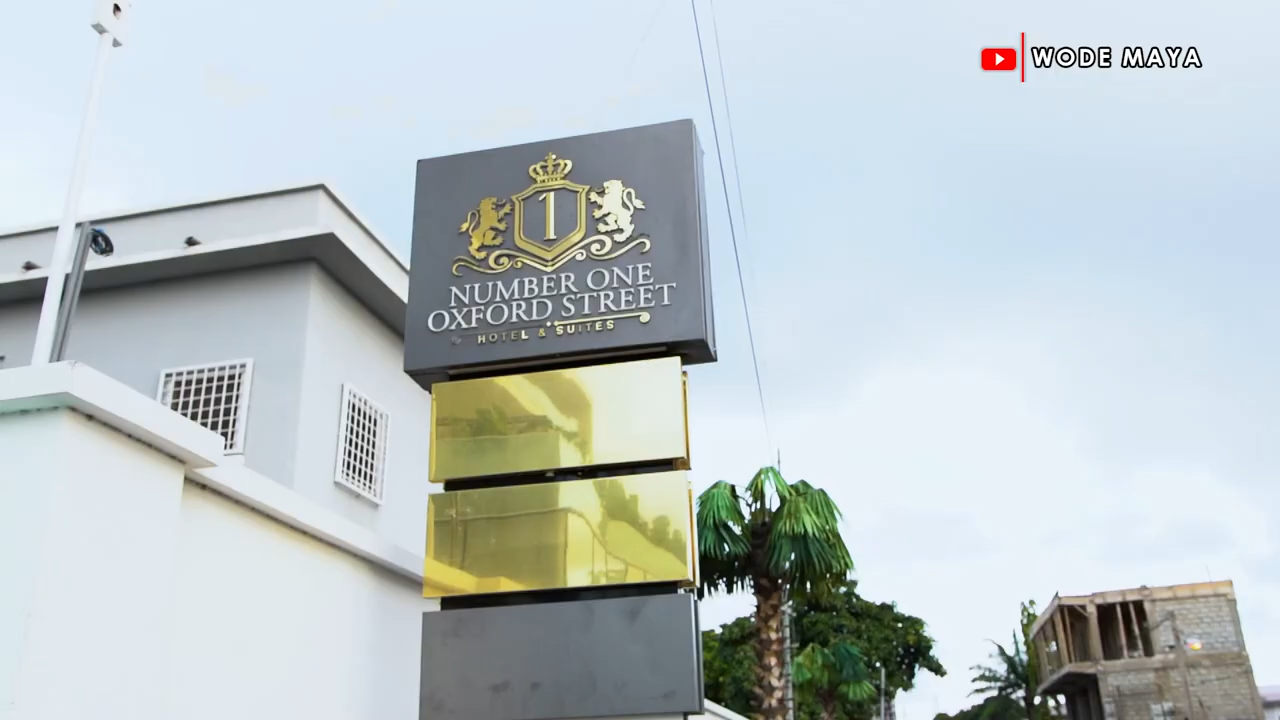 WODE MAYA
1
NUMBER ONE
OXFORD STREET
HOTEL & SUITES